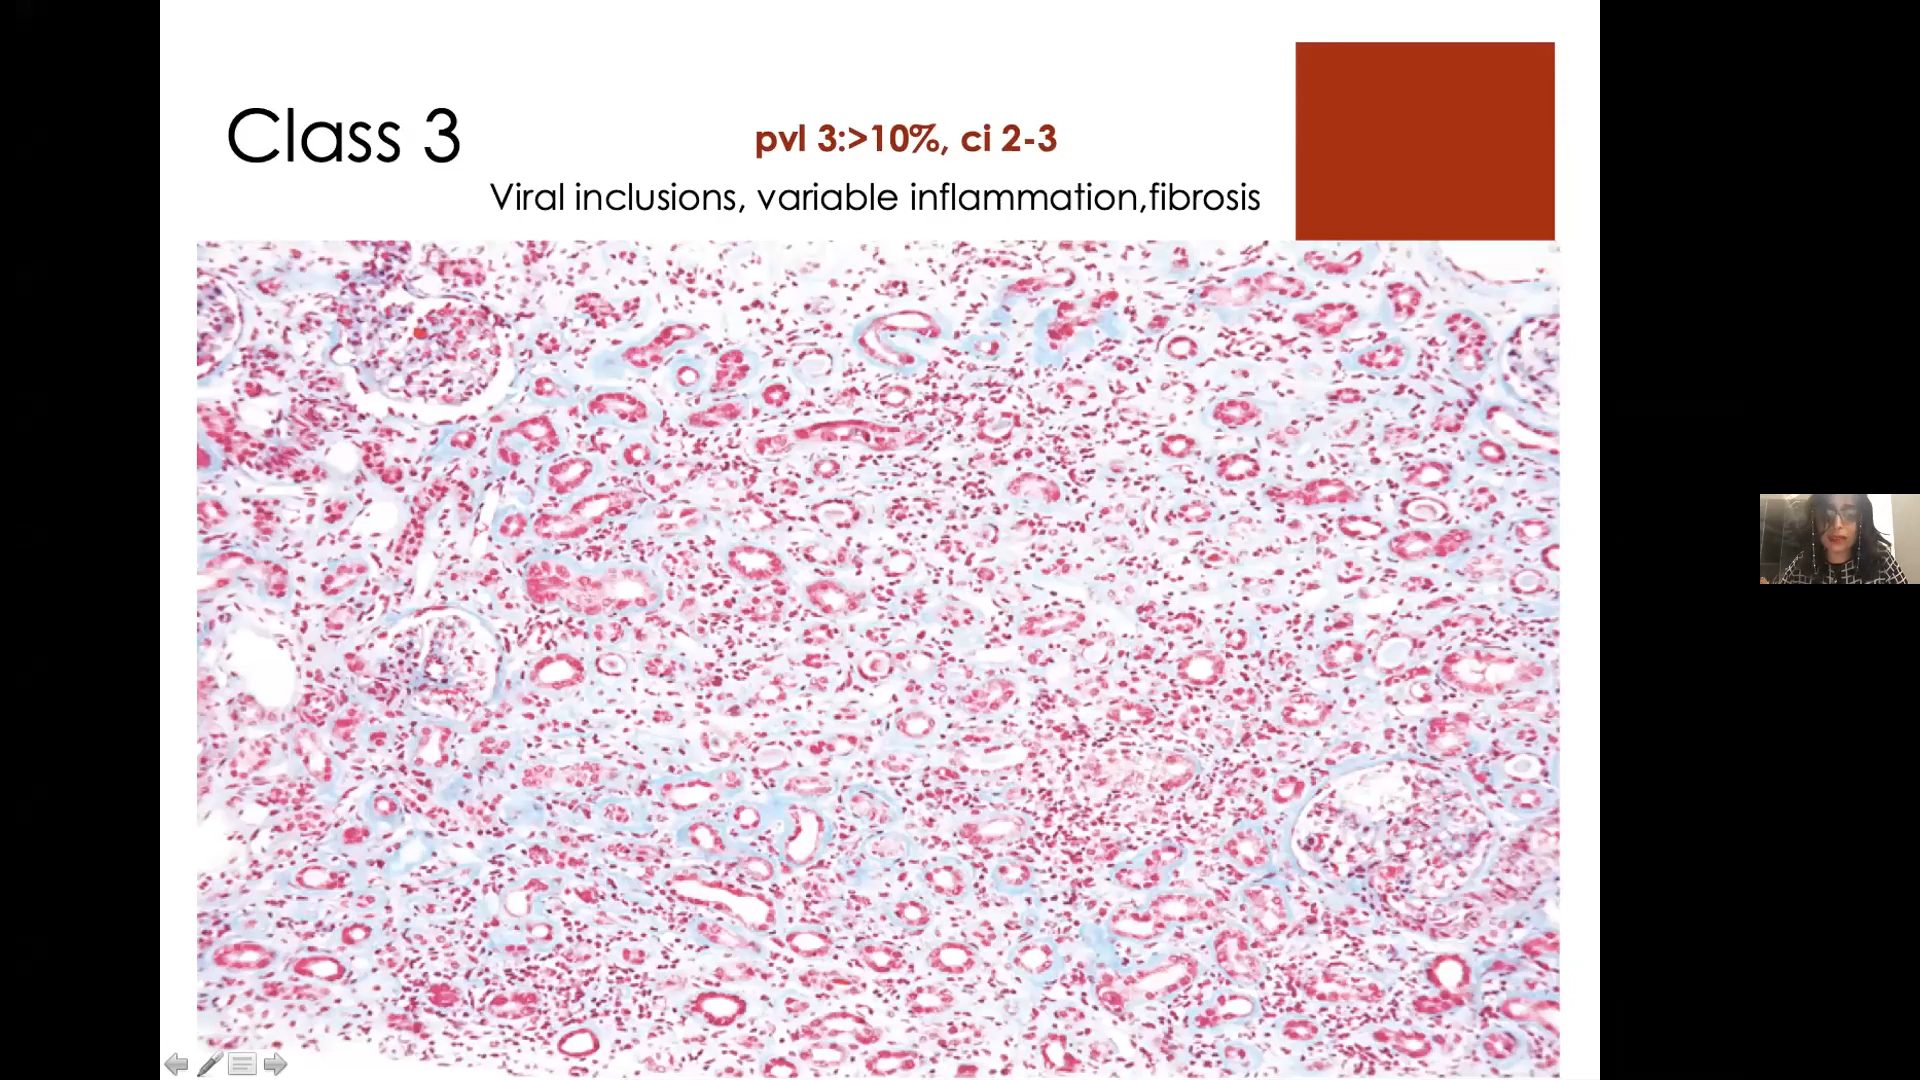 Class 3
pvl 3:>10%, ci 2-3
Viral inclusions, variable inflammation,fibrosis